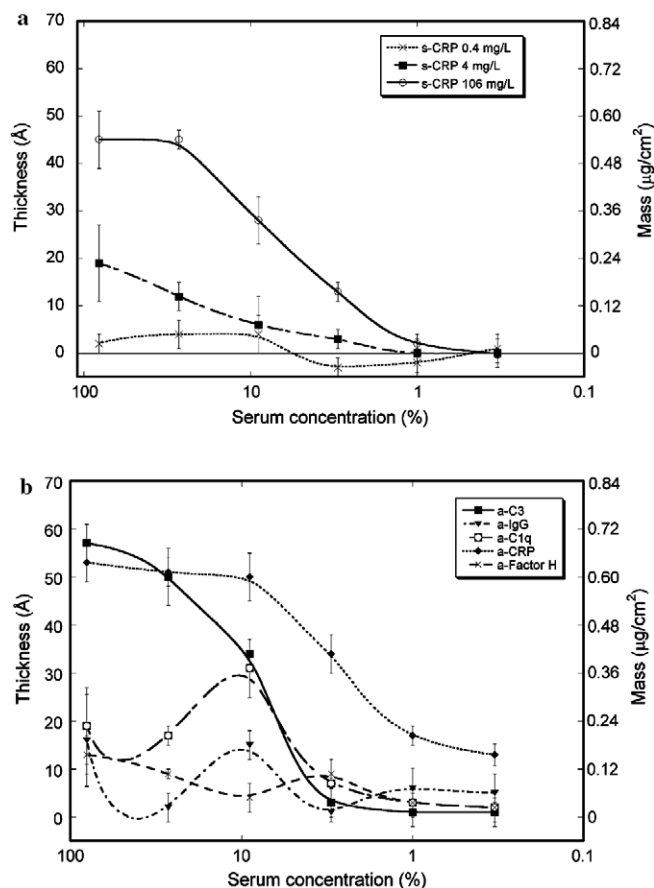 a
70
60
50
40
30
20
10
0
Thickness (Å)
s-CRP 0.4 mg/L
s-CRP 4 mg/L
s-CRP 106 mg/L
0.84
0.72
0.60
0.48
0.36
0.24
0.12
0
Mass (µg/cm²)
100 10 1 0.1
Serum concentration (%)
b
70
60
50
40
30
20
10
0
Thickness (Å)
a-C3
a-IgG
a-C1q
a-CRP
a-Factor H
0.84
0.72
0.60
0.48
0.36
0.24
0.12
0
Mass (µg/cm²)
100 10 1 0.1
Serum concentration (%)